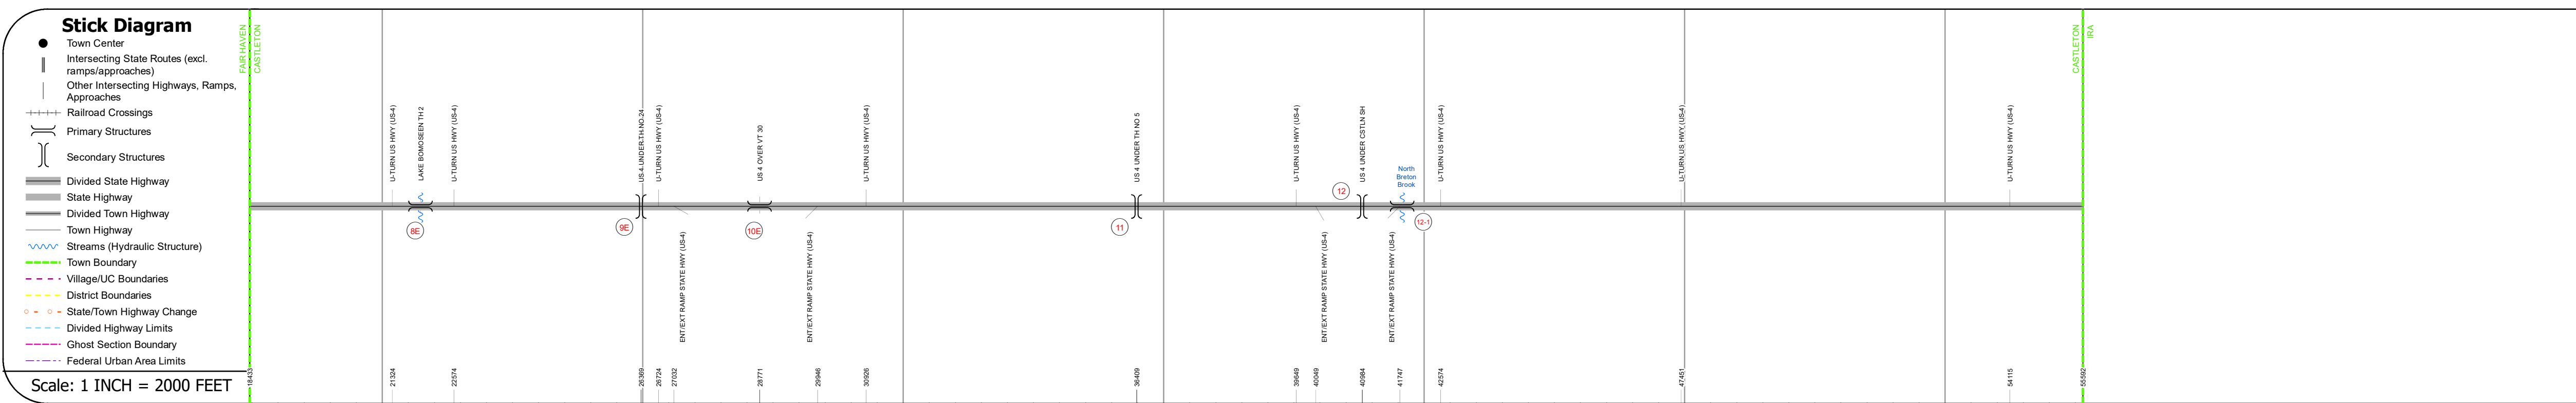 Stick Diagram
Town Center
Intersecting State Routes (excl.
ramps/approaches)
Other Intersecting Highways, Ramps,
Approaches
Railroad Crossings
Primary Structures
Secondary Structures
Divided State Highway
State Highway
Divided Town Highway
Town Highway
Streams (Hydraulic Structure)
Town Boundary
Village/UC Boundaries
District Boundaries
State/Town Highway Change
Divided Highway Limits
Ghost Section Boundary
Federal Urban Area Limits
Scale: 1 INCH = 2000 FEET
FAIR HAVEN
CASTLETON
U-TURN US HWY (US-4)
LAKE BOMOSEEN TH 2
U-TURN US HWY (US-4)
US 4 UNDER TH NO 24
U-TURN US HWY (US-4)
US 4 OVER VT 30
U-TURN US HWY (US-4)
US 4 UNDER TH NO 5
U-TURN US HWY (US-4)
US 4 UNDER CSTLN SH
North
Breton
Brook
U-TURN US HWY (US-4)
U-TURN US HWY (US-4)
U-TURN US HWY (US-4)
CASTLETON
IRA
8E
9E
10E
11
12
12-1
ENT/EXT RAMP STATE HWY (US-4)
ENT/EXT RAMP STATE HWY (US-4)
ENT/EXT RAMP STATE HWY (US-4)
ENT/EXT RAMP STATE HWY (US-4)
18433
21324
22574
26369
26724
27032
28771
29946
30926
36409
39649
40049
40984
41747
42574
47451
54115
55592